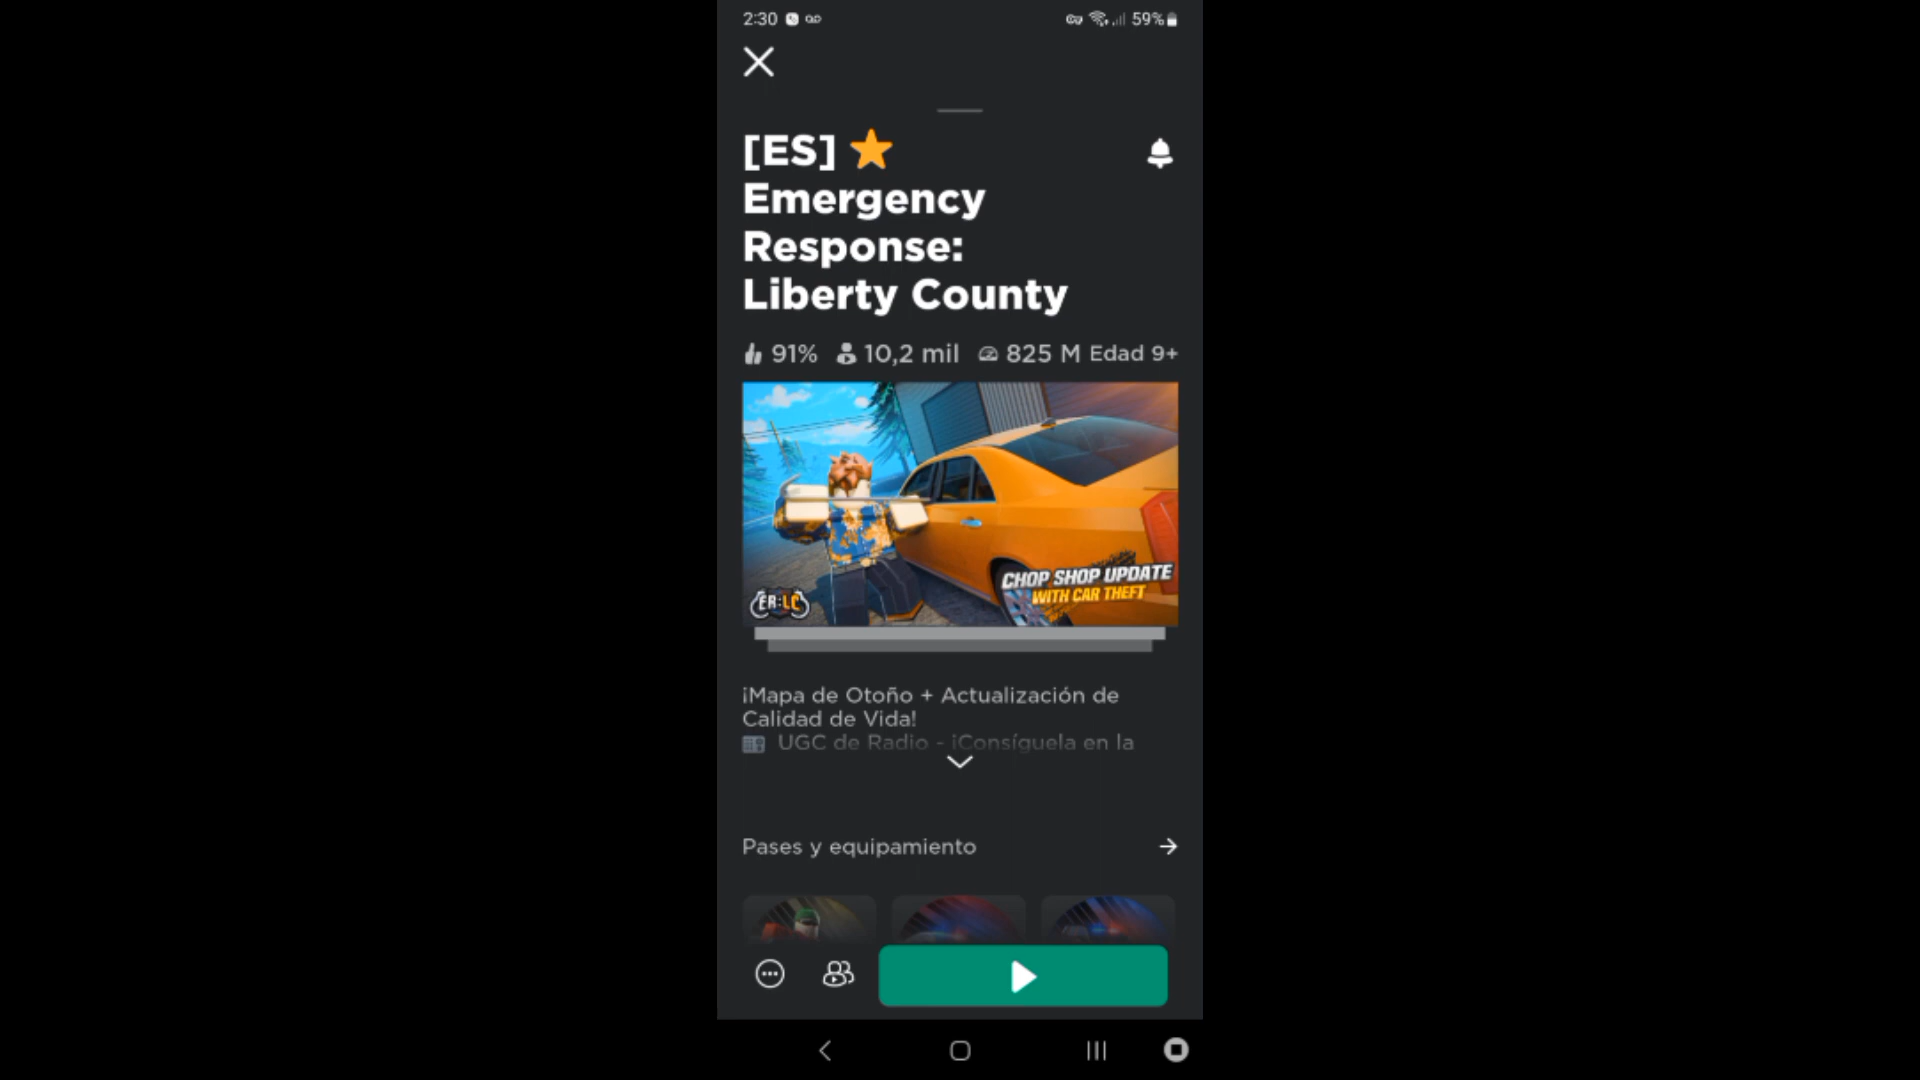 2:30
59%
[ES]
Emergency
Response:
Liberty County
91% 10,2 mil 825 M Edad 9+
CHOP SHOP UPDATE
WITH CAR THEFT
ER:LC
¡Mapa de Otoño + Actualización de
Calidad de Vida!
UGC de Radio - ¡Consíguela en la
Pases y equipamiento